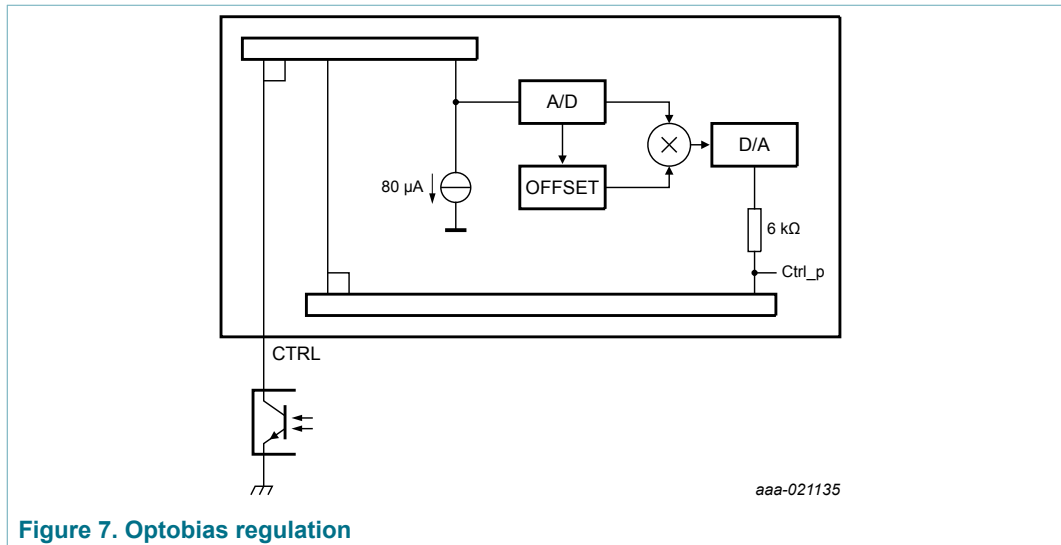 A/D
D/A
80 µA
OFFSET
6 kΩ
Ctrl_p
CTRL
aaa-021135
Figure 7. Optobias regulation